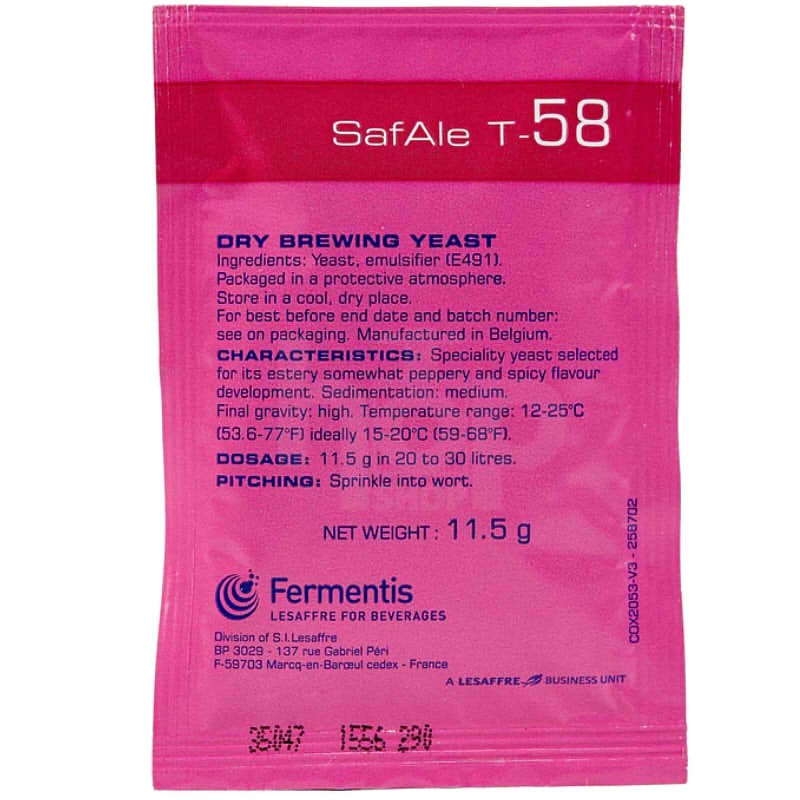 SafAle T-58
DRY BREWING YEAST
Ingredients: Yeast, emulsifier (E491).
Packaged in a protective atmosphere.
Store in a cool, dry place.
For best before end date and batch number:
see on packaging. Manufactured in Belgium.
CHARACTERISTICS: Speciality yeast selected
for its estery somewhat peppery and spicy flavour
development. Sedimentation: medium.
Final gravity: high. Temperature range: 12-25°C
(53.6-77°F) ideally 15-20°C (59-68°F).
DOSAGE: 11.5 g in 20 to 30 litres.
PITCHING: Sprinkle into wort.
NET WEIGHT: 11.5 g
COX2053-V3 - 258702
Fermentis
LESAFFRE FOR BEVERAGES
Division of S.I.Lesaffre
BP 3029 - 137 rue Gabriel Péri
F-59703 Marcq-en-Barœul cedex - France
A LESAFFRE BUSINESS UNIT
35047 1556 290